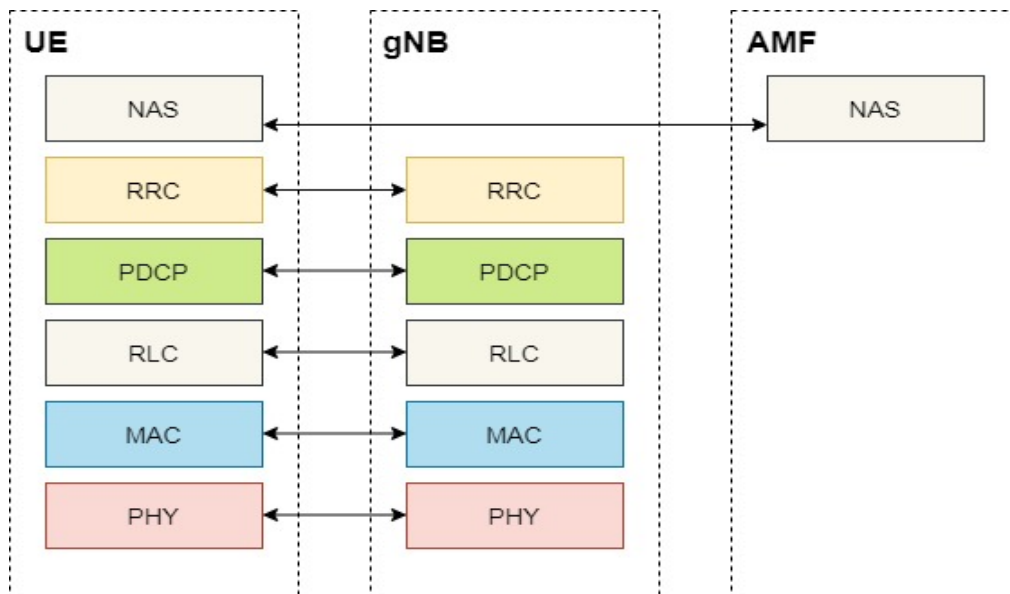 UE
gNB
AMF
NAS
NAS
RRC
RRC
PDCP
PDCP
RLC
RLC
MAC
MAC
PHY
PHY